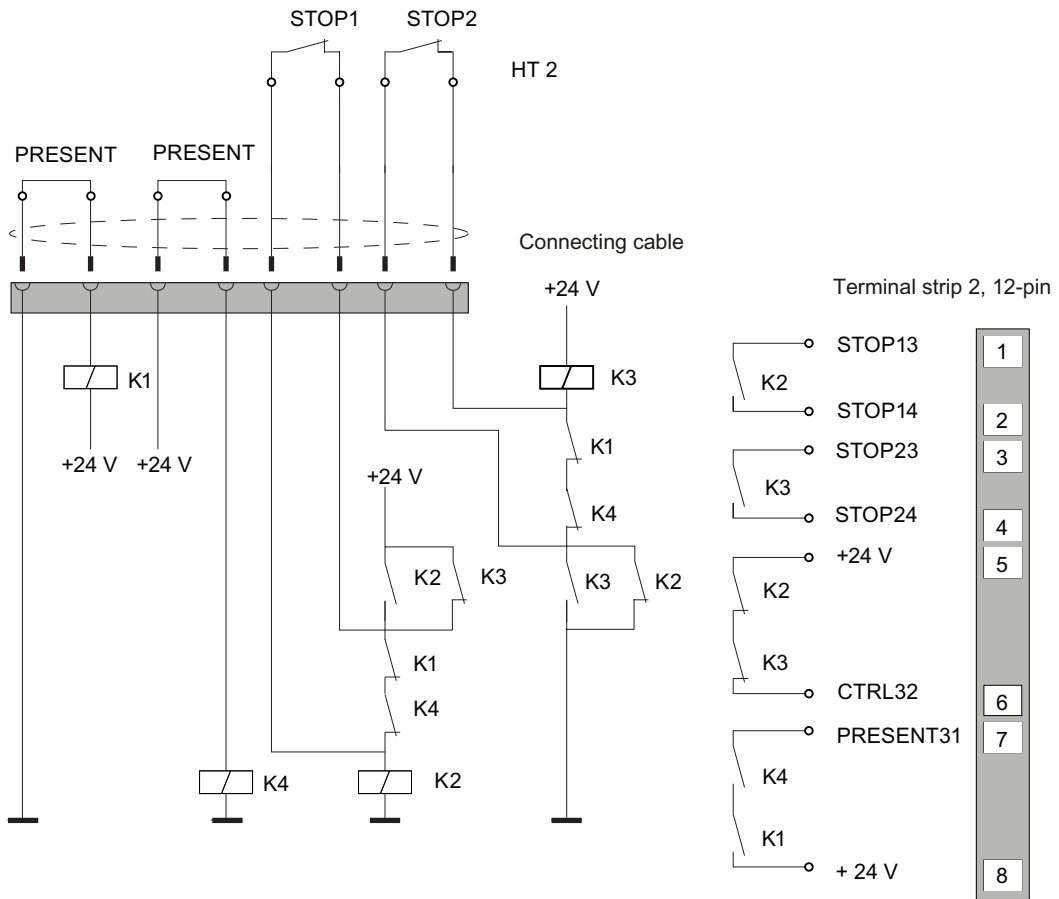 STOP1 STOP2
HT 2
PRESENT PRESENT
Connecting cable
+24 V
Terminal strip 2, 12-pin
STOP13 1
K1 K3 K2
STOP14 2
K1 STOP23 3
+24 V +24 V +24 V
K3
K4 STOP24 4
+24 V 5
K2 K3 K3 K2 K2
K1 K3
CTRL32 6
K4 PRESENT31 7
K4 K2 K4
K1
+ 24 V 8